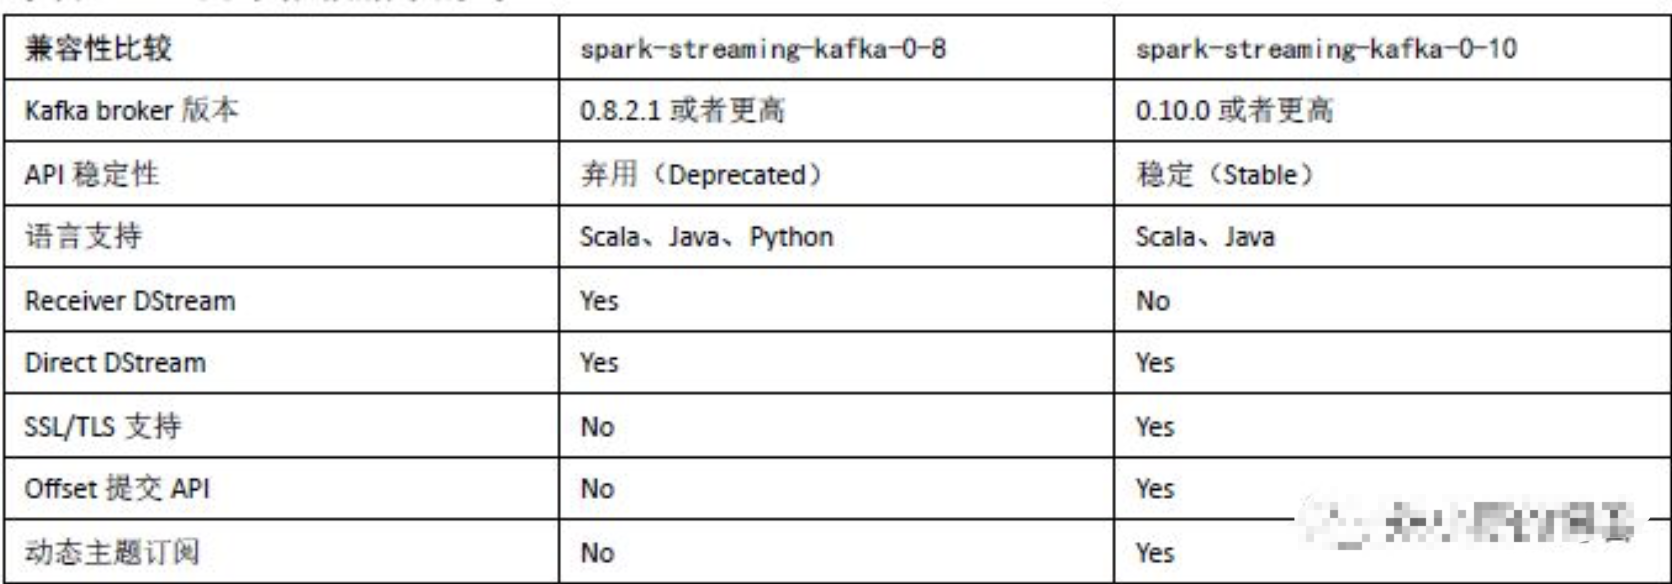 兼容性比较 spark-streaming-kafka-0-8 spark-streaming-kafka-0-10
Kafka broker 版本 0.8.2.1 或者更高 0.10.0 或者更高
API 稳定性 弃用（Deprecated） 稳定（Stable）
语言支持 Scala、Java、Python Scala、Java
Receiver DStream Yes No
Direct DStream Yes Yes
SSL/TLS 支持 No Yes
Offset 提交 API No Yes
动态主题订阅 No Yes